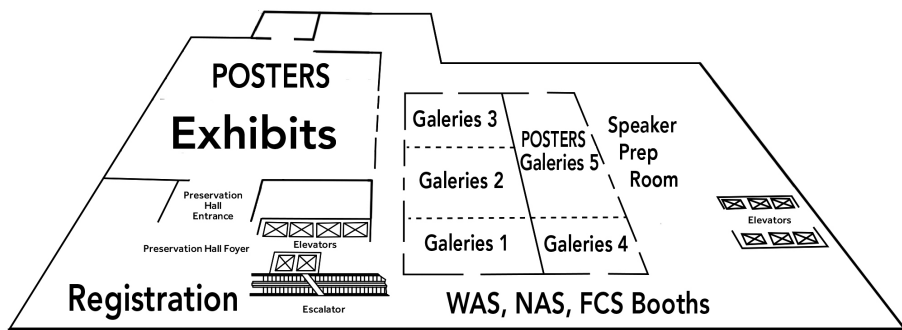 POSTERS
Exhibits
Galeries 3
POSTERS
Galeries 5
Speaker
Prep
Room
Galeries 2
Preservation
Hall
Entrance
Elevators
Preservation Hall Foyer
Elevators
Galeries 1
Galeries 4
Registration
Escalator
WAS, NAS, FCS Booths